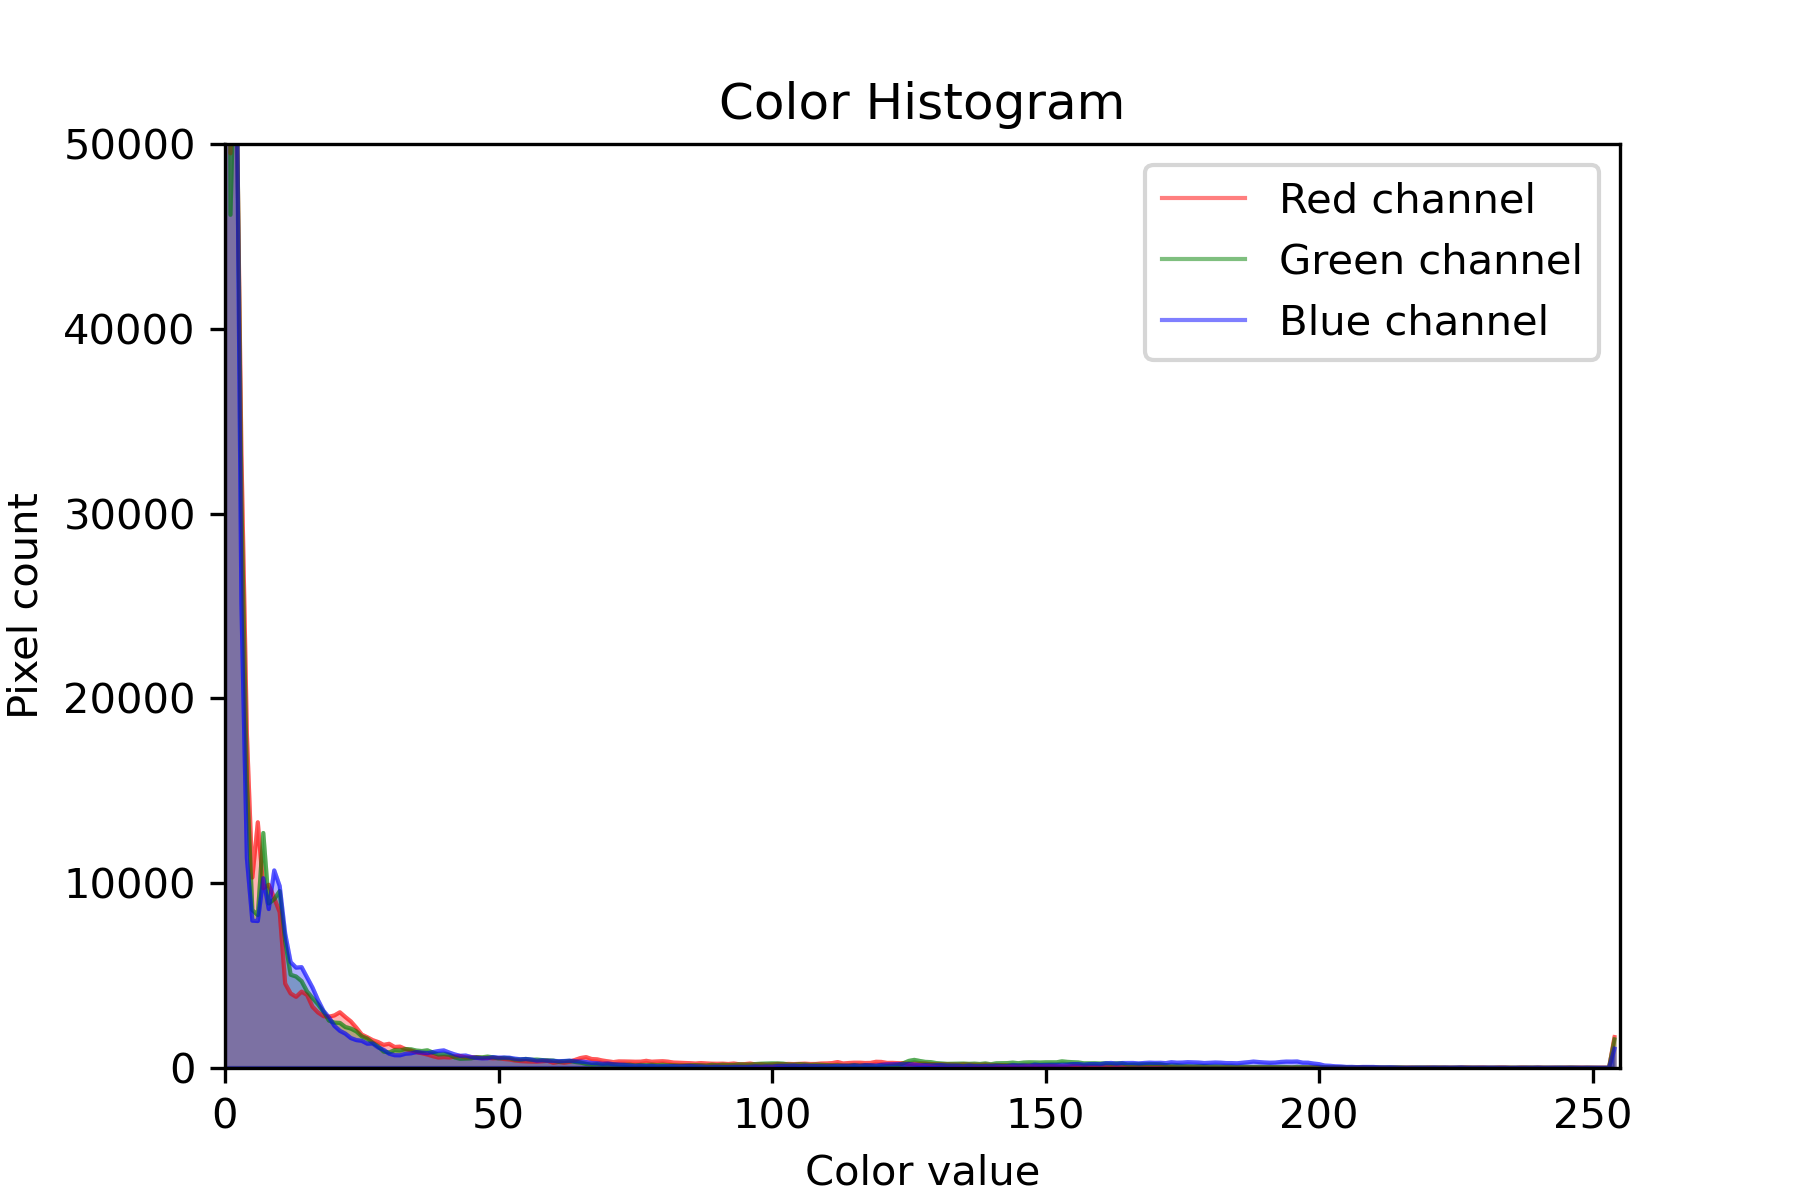 Color Histogram
50000
40000
30000
20000
10000
0
Pixel count
Red channel
Green channel
Blue channel
0 50 100 150 200 250
Color value